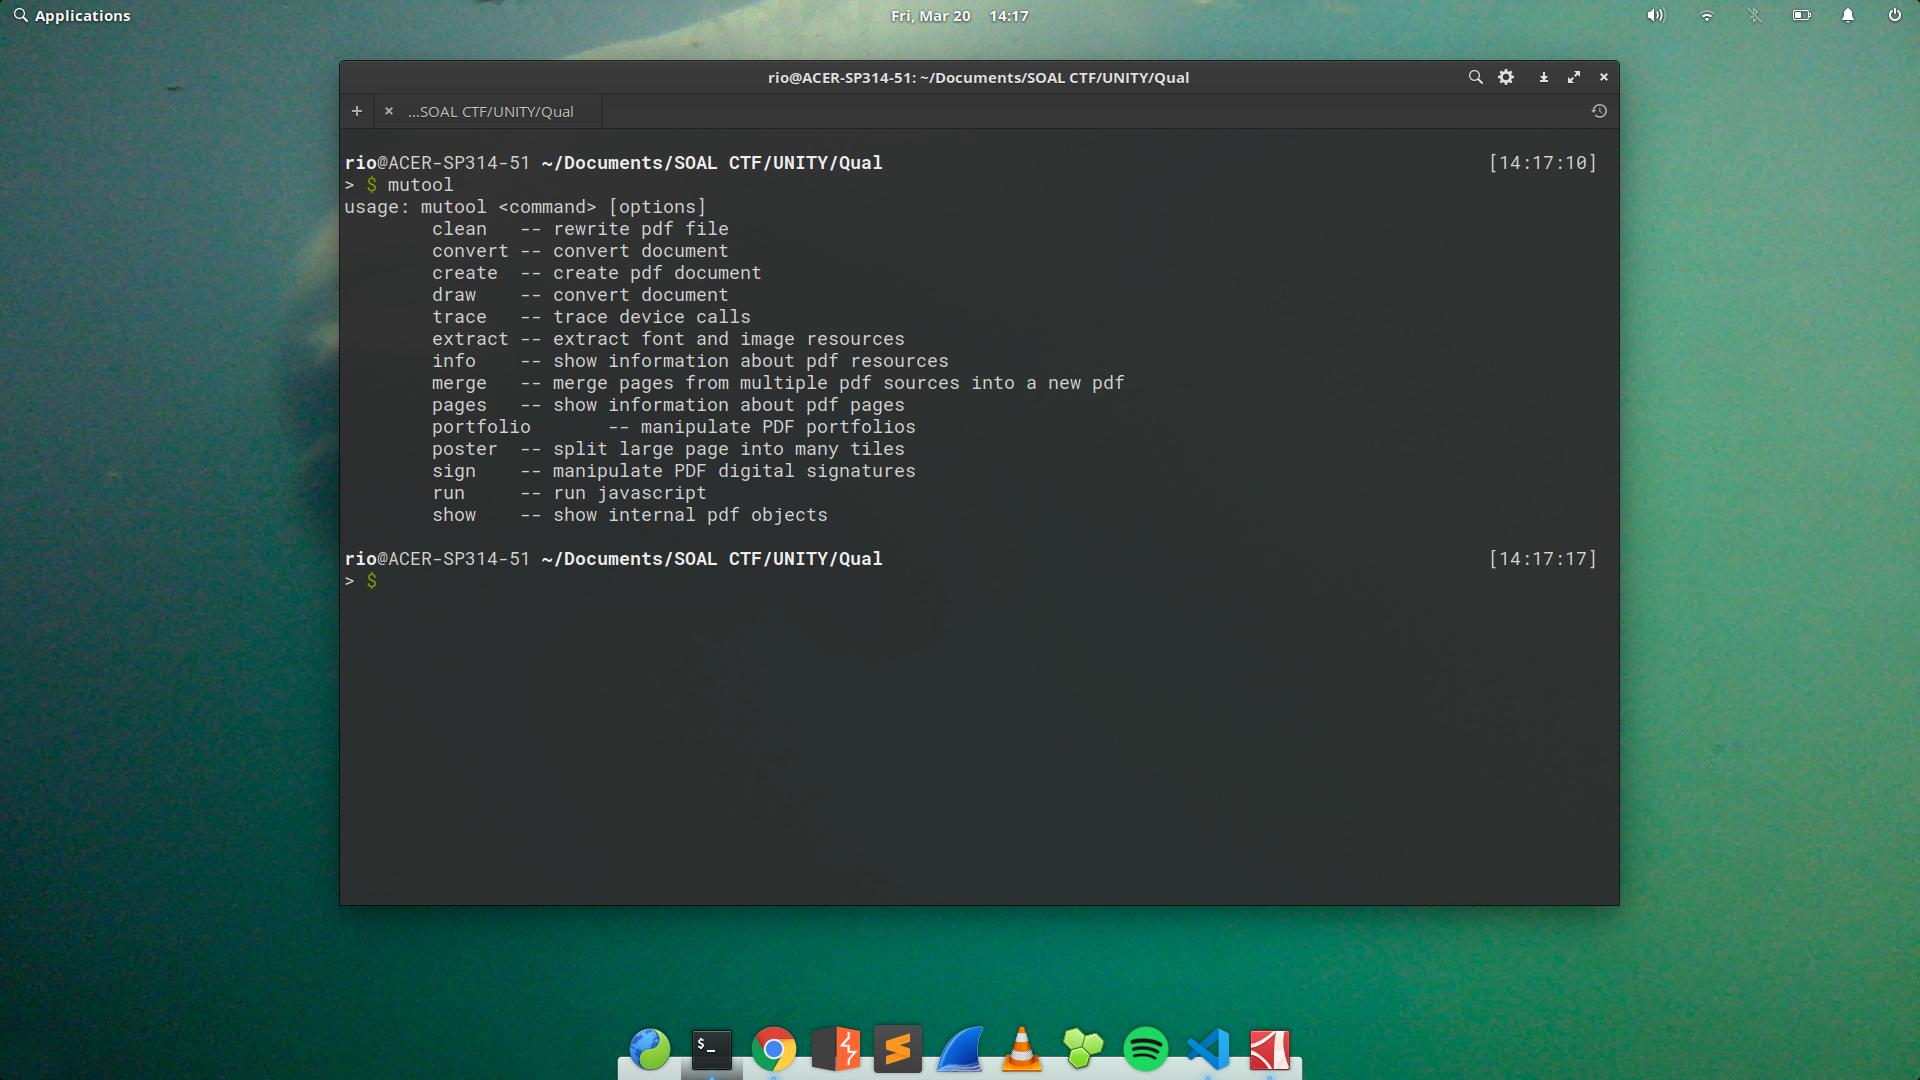 Applications
Fri, Mar 20 14:17
rio@ACER-SP314-51: ~/Documents/SOAL CTF/UNITY/Qual
...SOAL CTF/UNITY/Qual
rio@ACER-SP314-51 ~/Documents/SOAL CTF/UNITY/Qual [14:17:10]
> $ mutool
usage: mutool <command> [options]
clean -- rewrite pdf file
convert -- convert document
create -- create pdf document
draw -- convert document
trace -- trace device calls
extract -- extract font and image resources
info -- show information about pdf resources
merge -- merge pages from multiple pdf sources into a new pdf
pages -- show information about pdf pages
portfolio -- manipulate PDF portfolios
poster -- split large page into many tiles
sign -- manipulate PDF digital signatures
run -- run javascript
show -- show internal pdf objects
rio@ACER-SP314-51 ~/Documents/SOAL CTF/UNITY/Qual [14:17:17]
> $
$_